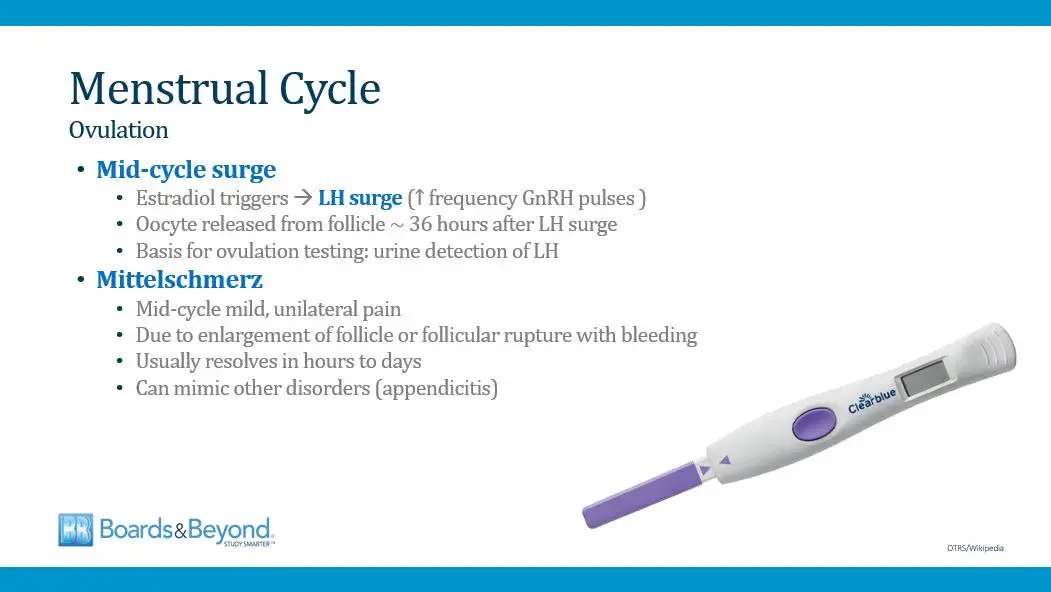 Menstrual Cycle
Ovulation
• Mid-cycle surge
• Estradiol triggers → LH surge (↑ frequency GnRH pulses )
• Oocyte released from follicle ~ 36 hours after LH surge
• Basis for ovulation testing: urine detection of LH
• Mittelschmerz
• Mid-cycle mild, unilateral pain
• Due to enlargement of follicle or follicular rupture with bleeding
• Usually resolves in hours to days
• Can mimic other disorders (appendicitis)
Clearblue
BB Boards&Beyond®
STUDY SMARTER™
OTRS/Wikipedia